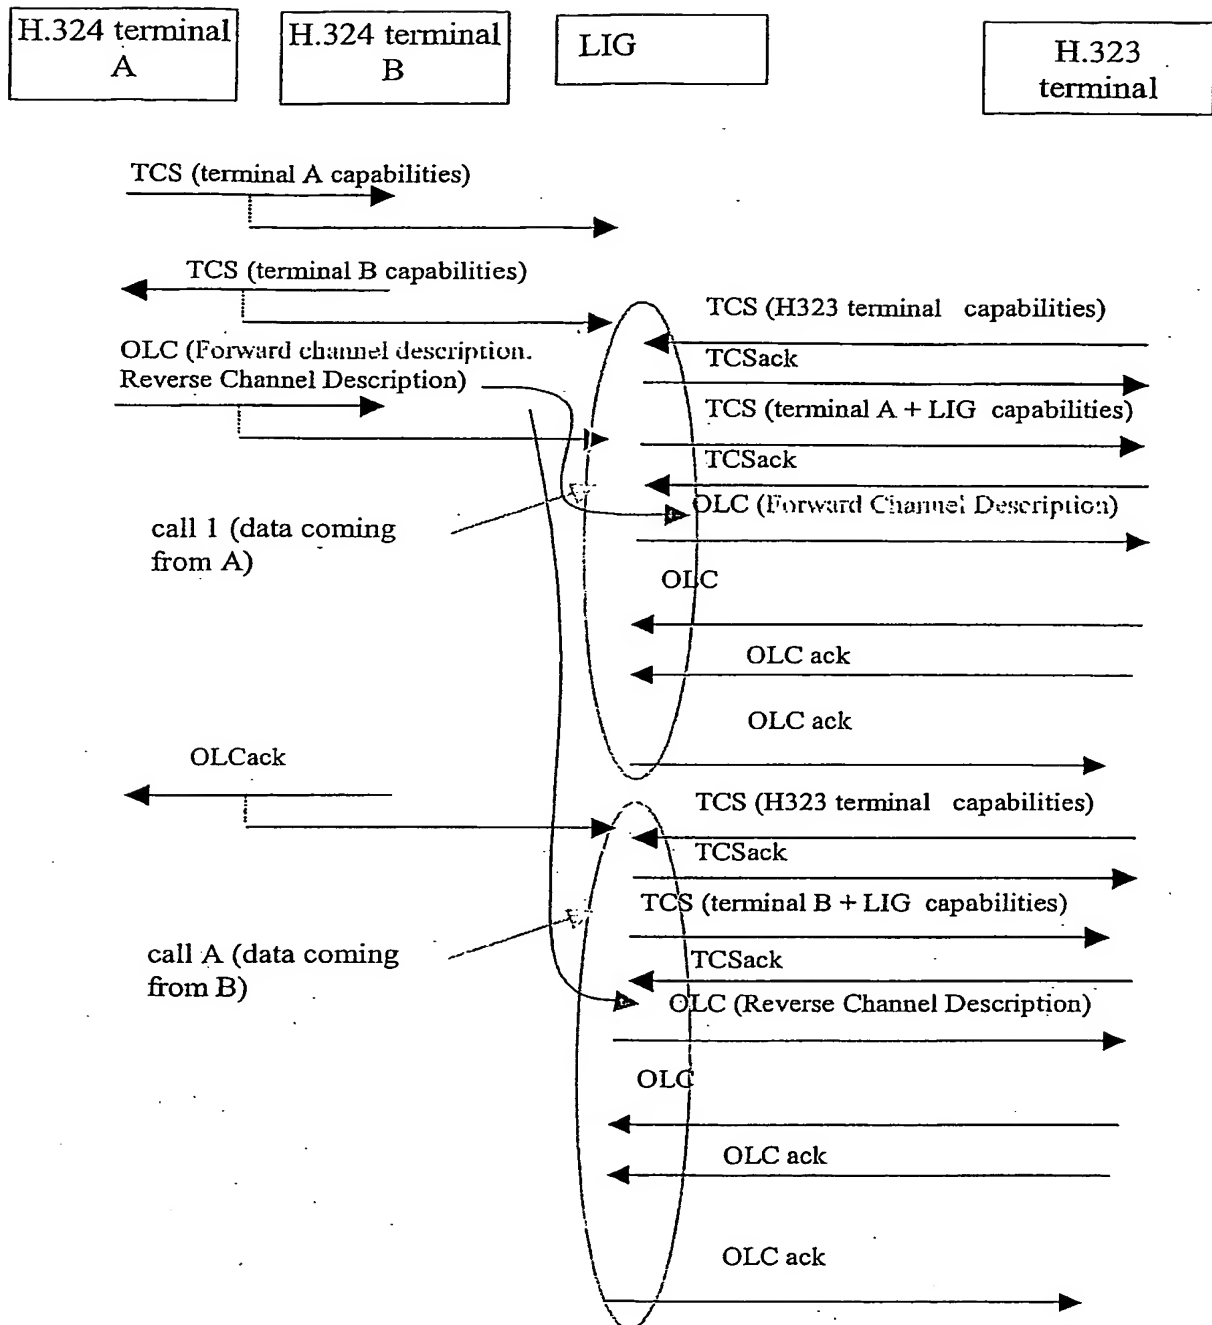 H.324 terminal
A
H.324 terminal
B
LIG
H.323
terminal
TCS (terminal A capabilities)
TCS (terminal B capabilities)
TCS (H323 terminal capabilities)
OLC (Forward channel description.
Reverse Channel Description)
TCSack
TCS (terminal A + LIG capabilities)
TCSack
OLC (Forward Channel Description)
call 1 (data coming
from A)
OLC
OLC ack
OLC ack
OLCack
TCS (H323 terminal capabilities)
TCSack
TCS (terminal B + LIG capabilities)
call A (data coming
from B)
TCSack
OLC (Reverse Channel Description)
OLC
OLC ack
OLC ack